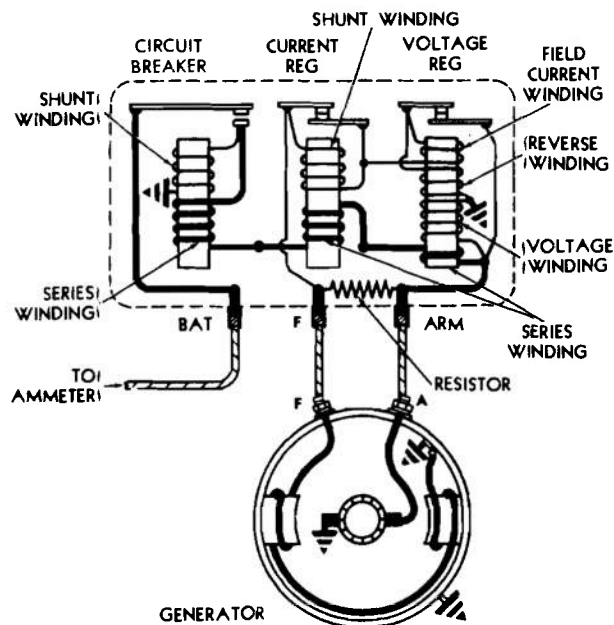 SHUNT WINDING
CIRCUIT
BREAKER
CURRENT
REG
VOLTAGE
REG
FIELD
CURRENT
WINDING
SHUNT
WINDING
REVERSE
WINDING
VOLTAGE
WINDING
SERIES
WINDING
BAT
F
ARM
SERIES
WINDING
TO
AMMETER
RESISTOR
F
A
GENERATOR